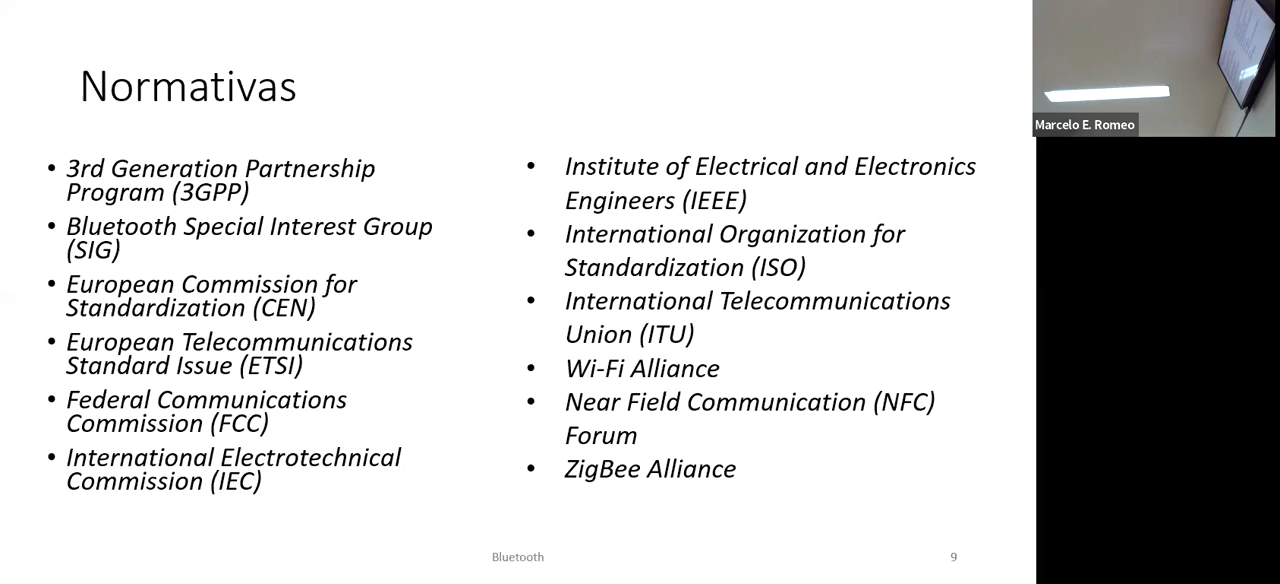 Normativas
• 3rd Generation Partnership
Program (3GPP)
• Bluetooth Special Interest Group
(SIG)
• European Commission for
Standardization (CEN)
• European Telecommunications
Standard Issue (ETSI)
• Federal Communications
Commission (FCC)
• International Electrotechnical
Commission (IEC)
• Institute of Electrical and Electronics
Engineers (IEEE)
• International Organization for
Standardization (ISO)
• International Telecommunications
Union (ITU)
• Wi-Fi Alliance
• Near Field Communication (NFC)
Forum
• ZigBee Alliance
Bluetooth
9
Marcelo E. Romeo